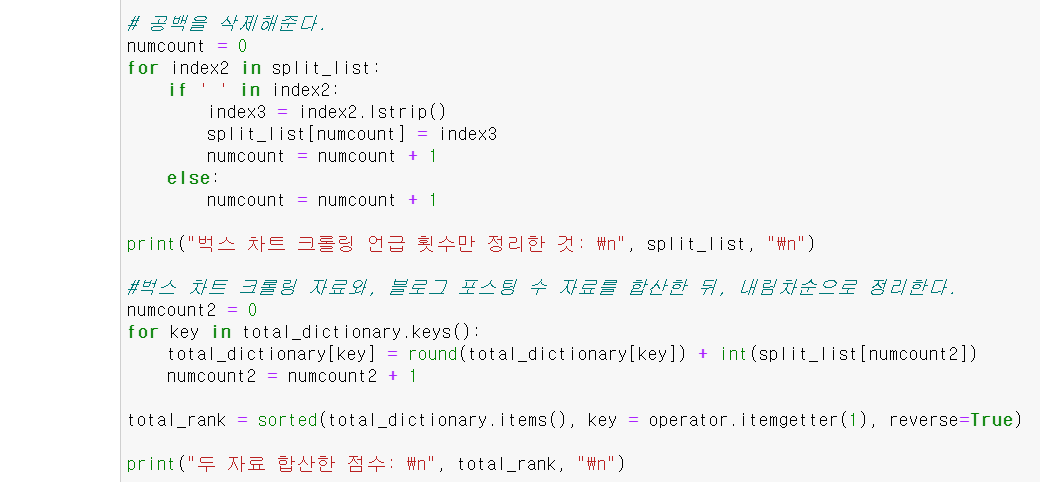 # 공백을 삭제해준다.
numcount = 0
for index2 in split_list:
    if ' ' in index2:
        index3 = index2.lstrip()
        split_list[numcount] = index3
        numcount = numcount + 1
    else:
        numcount = numcount + 1
print("벅스 차트 크롤링 언급 횟수만 정리한 것: ₩n", split_list, "₩n")
#벅스 차트 크롤링 자료와, 블로그 포스팅 수 자료를 합산한 뒤, 내림차순으로 정리한다.
numcount2 = 0
for key in total_dictionary.keys():
    total_dictionary[key] = round(total_dictionary[key]) + int(split_list[numcount2])
    numcount2 = numcount2 + 1
total_rank = sorted(total_dictionary.items(), key = operator.itemgetter(1), reverse=True)
print("두 자료 합산한 점수: ₩n", total_rank, "₩n")